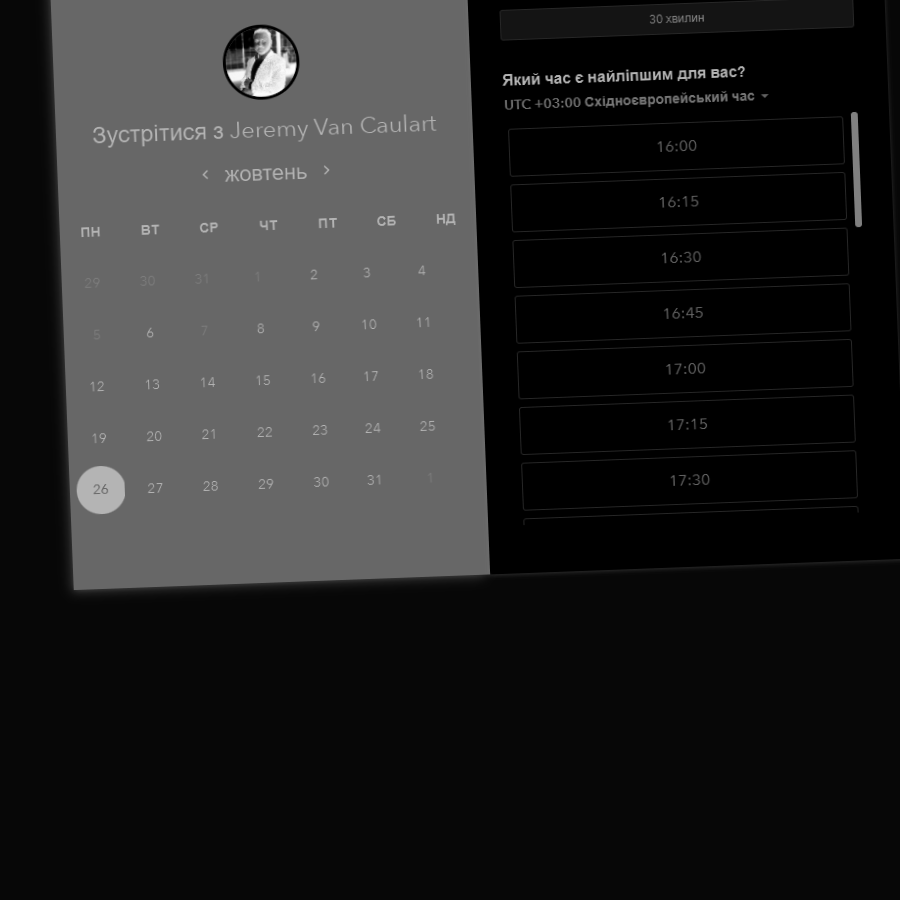 Зустрітися з Jeremy Van Caulart
жовтень
ПН ВТ СР ЧТ ПТ СБ НД
29 30 31 1 2 3 4
5 6 7 8 9 10 11
12 13 14 15 16 17 18
19 20 21 22 23 24 25
26 27 28 29 30 31 1
30 хвилин
Який час є найліпшим для вас?
UTC +03:00 Східноєвропейський час
16:00
16:15
16:30
16:45
17:00
17:15
17:30